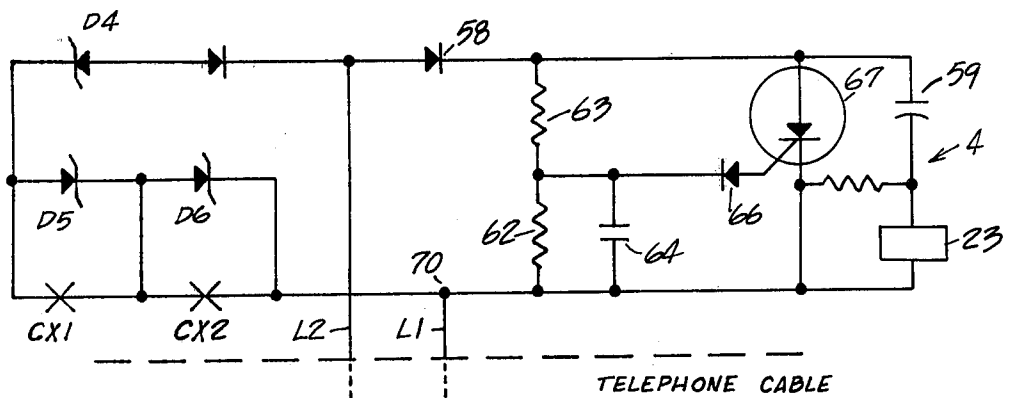 D4
58
67
59
63
4
D5
D6
66
62
64
23
70
CX1
CX2
L2
L1
TELEPHONE CABLE